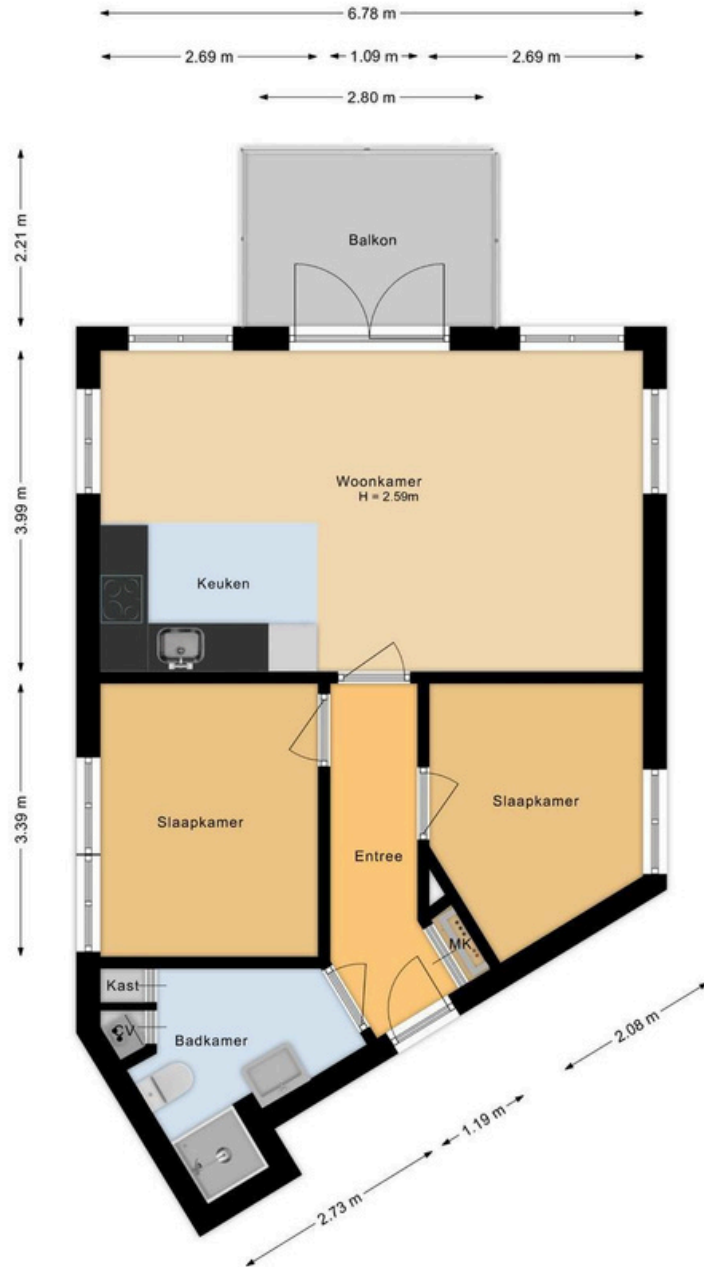 6.78 m
2.69 m
1.09 m
2.69 m
2.80 m
2.21 m
Balkon
3.99 m
Woonkamer
H = 2.59m
Keuken
3.39 m
Slaapkamer
Slaapkamer
Entree
MK
Kast
CV
Badkamer
2.08 m
1.19 m
2.73 m